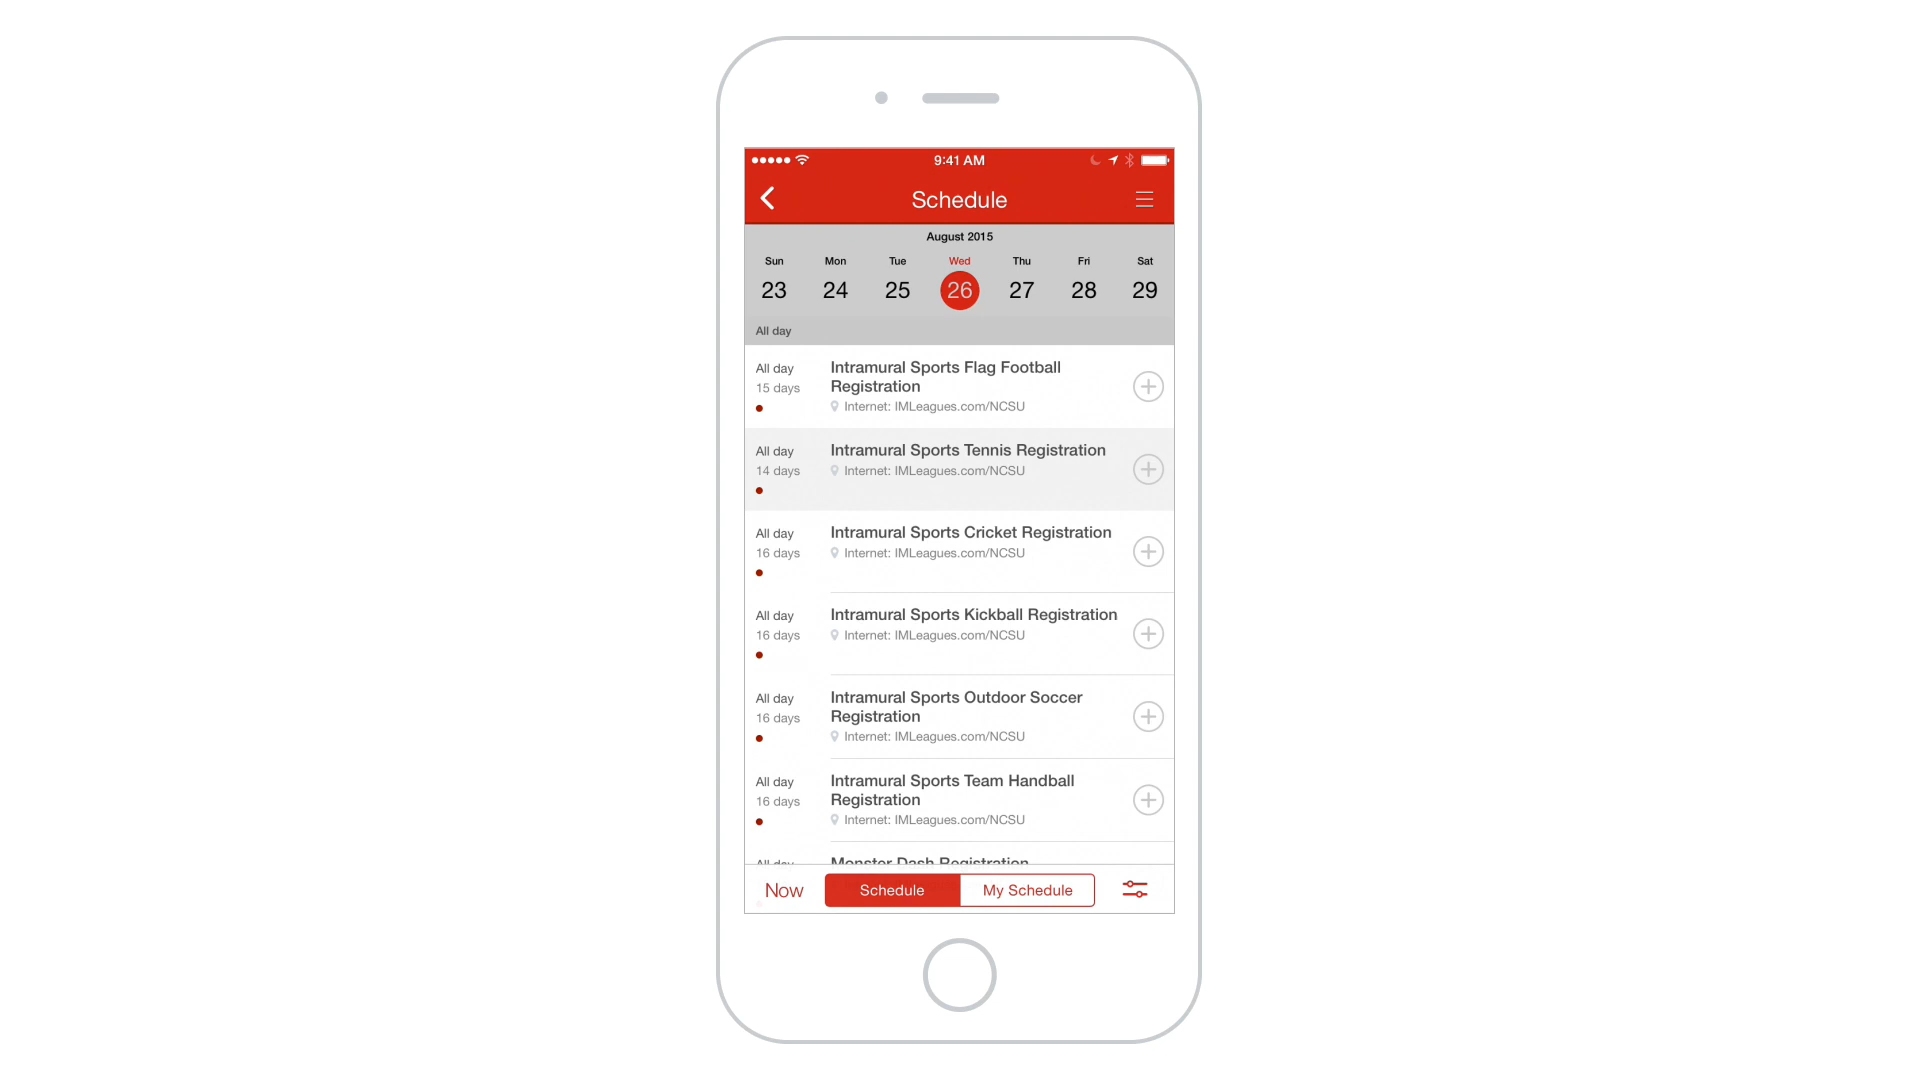 9:41 AM
Schedule
August 2015
Sun Mon Tue Wed Thu Fri Sat
23 24 25 26 27 28 29
All day
All day
15 days
Intramural Sports Flag Football
Registration
Internet: IMLeagues.com/NCSU
All day
14 days
Intramural Sports Tennis Registration
Internet: IMLeagues.com/NCSU
All day
16 days
Intramural Sports Cricket Registration
Internet: IMLeagues.com/NCSU
All day
16 days
Intramural Sports Kickball Registration
Internet: IMLeagues.com/NCSU
All day
16 days
Intramural Sports Outdoor Soccer
Registration
Internet: IMLeagues.com/NCSU
All day
16 days
Intramural Sports Team Handball
Registration
Internet: IMLeagues.com/NCSU
All day
Monster Dash Registration
Now
Schedule
My Schedule